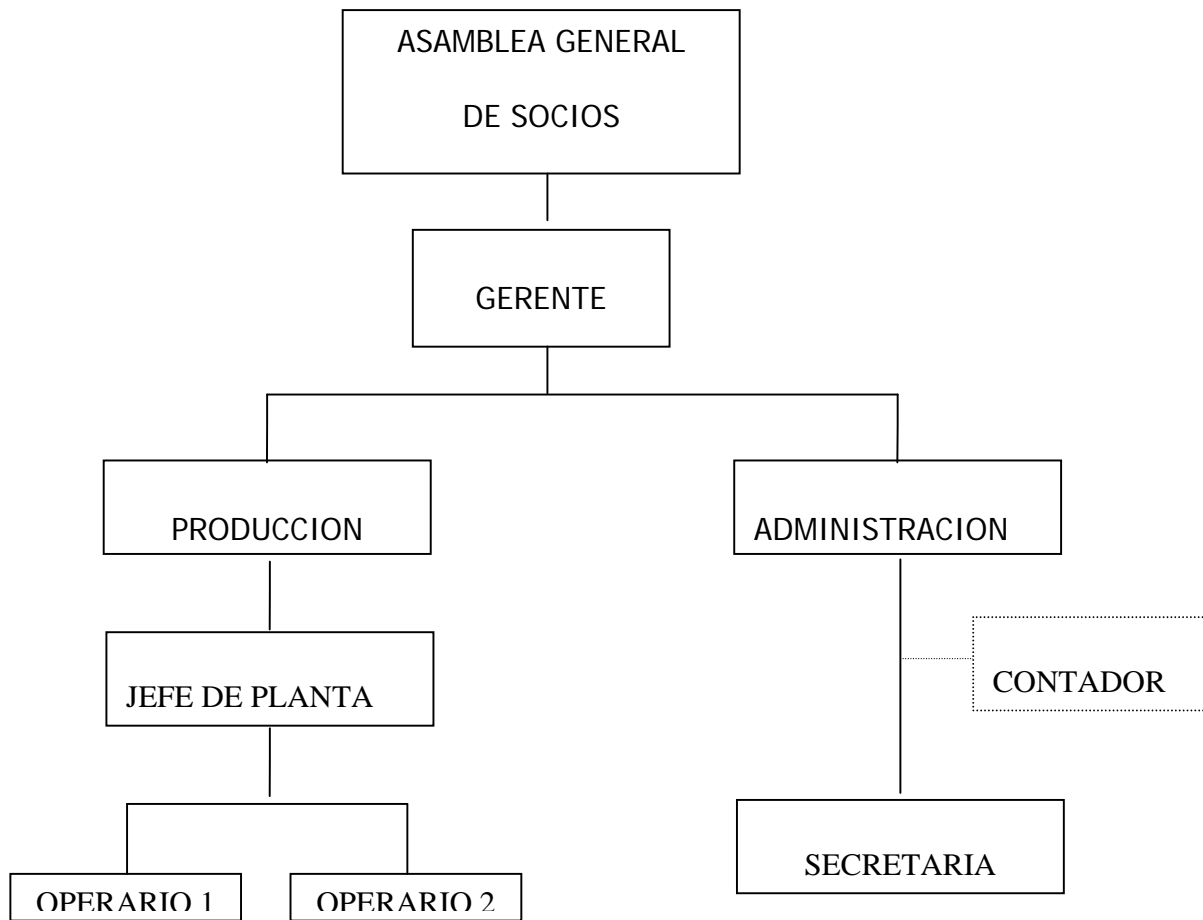 ASAMBLEA GENERAL
DE SOCIOS
GERENTE
PRODUCCION
ADMINISTRACION
JEFE DE PLANTA
CONTADOR
SECRETARIA
OPERARIO 1
OPERARIO 2